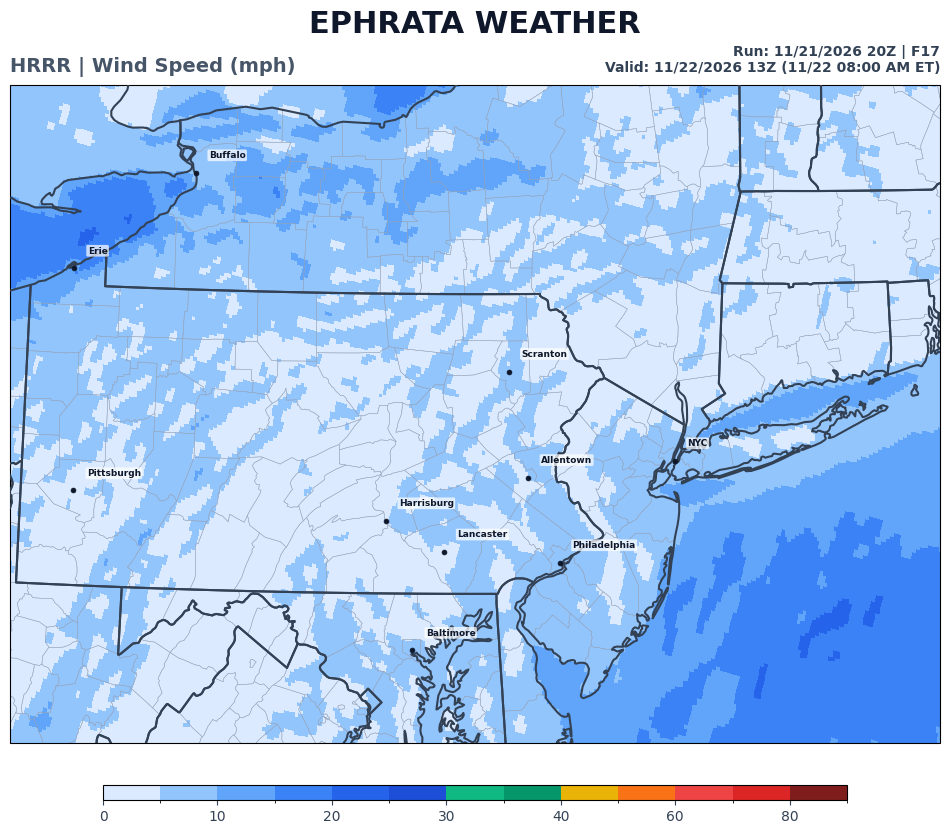 EPHRATA WEATHER
HRRR | Wind Speed (mph)
Run: 11/21/2026 20Z | F17
Valid: 11/22/2026 13Z (11/22 08:00 AM ET)
Buffalo
Erie
Scranton
NYC
Allentown
Pittsburgh
Harrisburg
Lancaster
Philadelphia
Baltimore
0 10 20 30 40 50 60 70 80